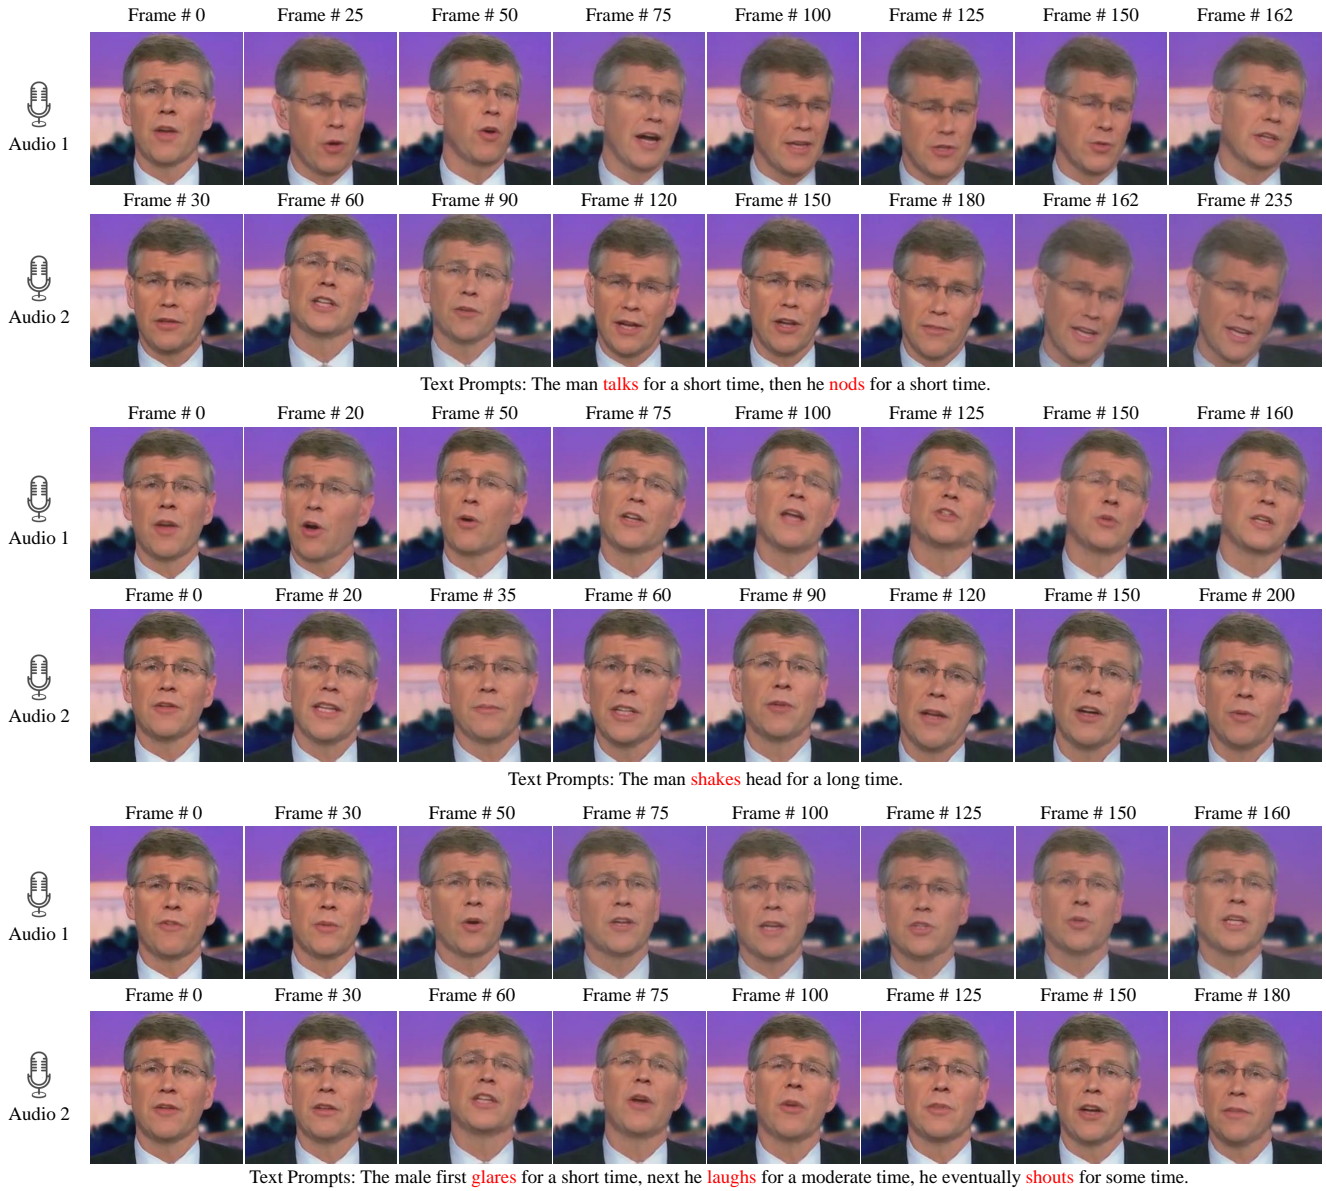 Frame # 0 Frame # 25 Frame # 50 Frame # 75 Frame # 100 Frame # 125 Frame # 150 Frame # 162
Audio 1
Frame # 30 Frame # 60 Frame # 90 Frame # 120 Frame # 150 Frame # 180 Frame # 162 Frame # 235
Audio 2
Text Prompts: The man talks for a short time, then he nods for a short time.
Frame # 0 Frame # 20 Frame # 50 Frame # 75 Frame # 100 Frame # 125 Frame # 150 Frame # 160
Audio 1
Frame # 0 Frame # 20 Frame # 35 Frame # 60 Frame # 90 Frame # 120 Frame # 150 Frame # 200
Audio 2
Text Prompts: The man shakes head for a long time.
Frame # 0 Frame # 30 Frame # 50 Frame # 75 Frame # 100 Frame # 125 Frame # 150 Frame # 160
Audio 1
Frame # 0 Frame # 30 Frame # 60 Frame # 75 Frame # 100 Frame # 125 Frame # 150 Frame # 180
Audio 2
Text Prompts: The male first glares for a short time, next he laughs for a moderate time, he eventually shouts for some time.